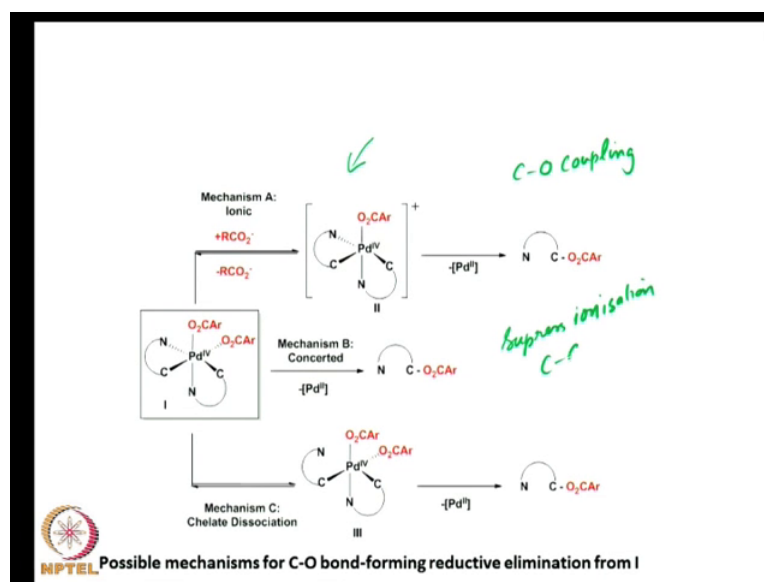 C-O coupling
Mechanism A:
Ionic
+RCO2-
-RCO2-
[ ]+
O2CAr
N
PdIV
C C
N
II
-[PdII]
N C-O2CAr
Supress ionisation
C-C
O2CAr
N O2CAr
PdIV
C C
N
I
Mechanism B:
Concerted
-[PdII]
N C-O2CAr
Mechanism C:
Chelate Dissociation
O2CAr
N O2CAr
PdIV
C C
N
III
-[PdII]
N C-O2CAr
NPTEL
Possible mechanisms for C-O bond-forming reductive elimination from I